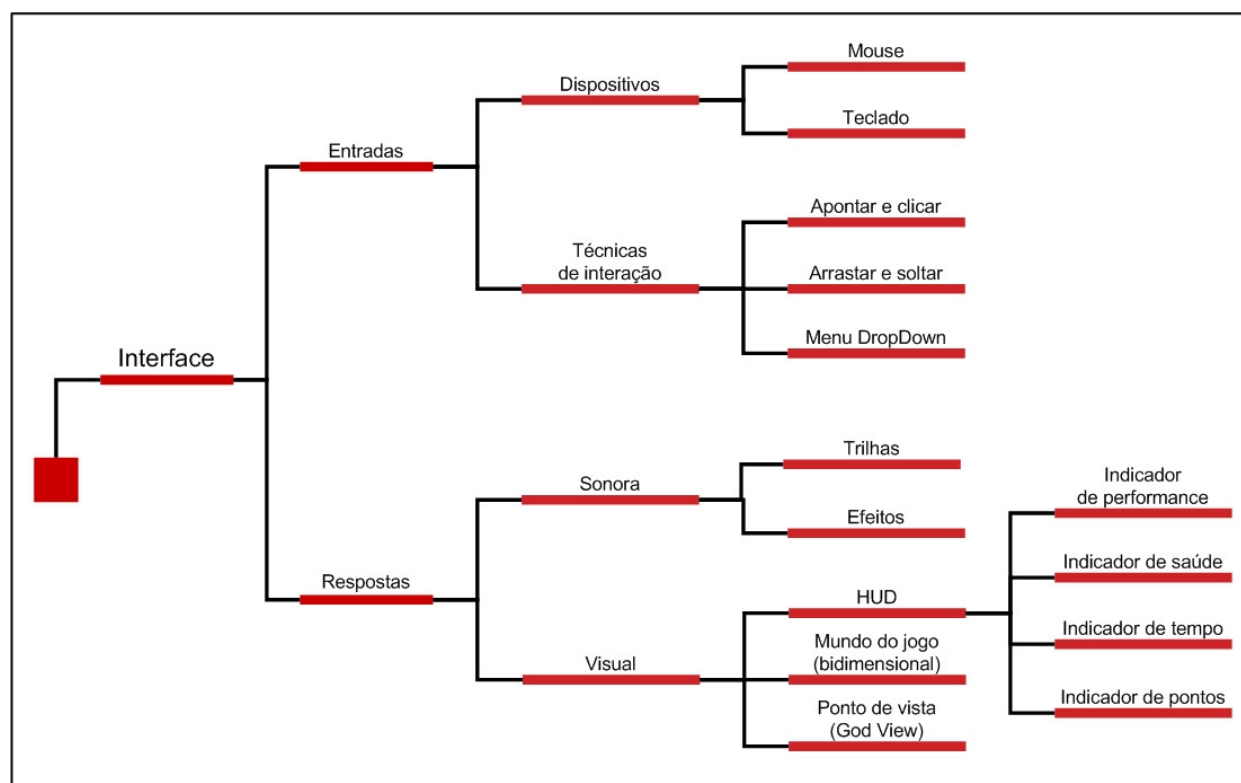 Interface
Entradas
Dispositivos
Mouse
Teclado
Técnicas
de interação
Apontar e clicar
Arrastar e soltar
Menu DropDown
Respostas
Sonora
Trilhas
Efeitos
Visual
HUD
Indicador
de performance
Indicador de saúde
Indicador de tempo
Indicador de pontos
Mundo do jogo
(bidimensional)
Ponto de vista
(God View)